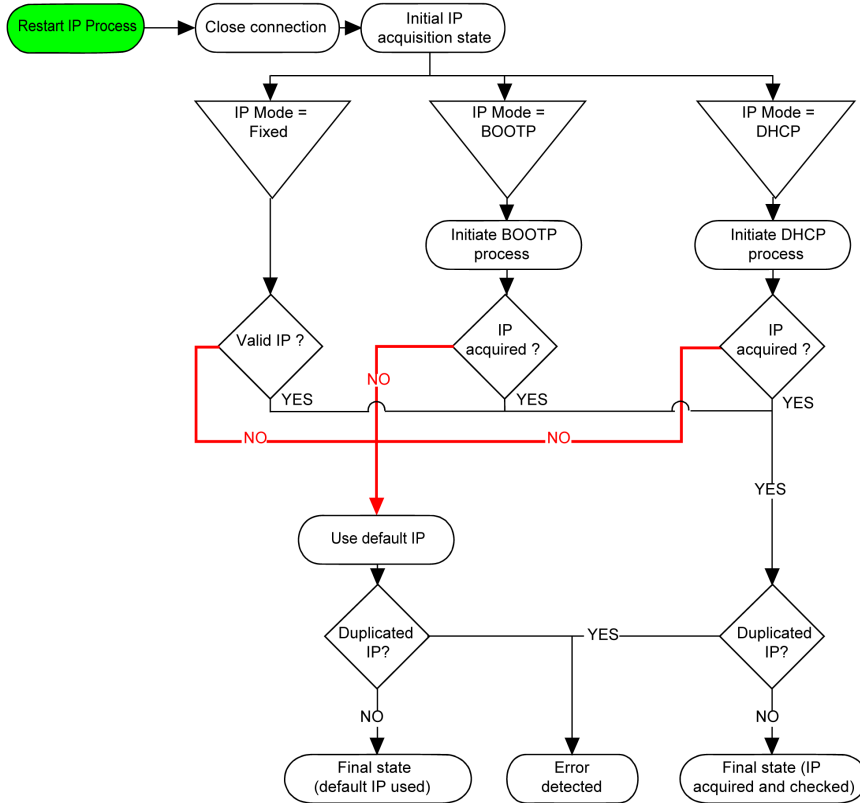 Restart IP Process
Close connection
Initial IP
acquisition state
IP Mode =
Fixed
IP Mode =
BOOTP
IP Mode =
DHCP
Initiate BOOTP
process
Initiate DHCP
process
Valid IP ?
IP
acquired ?
IP
acquired ?
NO
YES
YES
YES
NO
NO
YES
Use default IP
Duplicated
IP?
YES
Duplicated
IP?
NO
NO
Final state
(default IP used)
Error
detected
Final state (IP
acquired and checked)